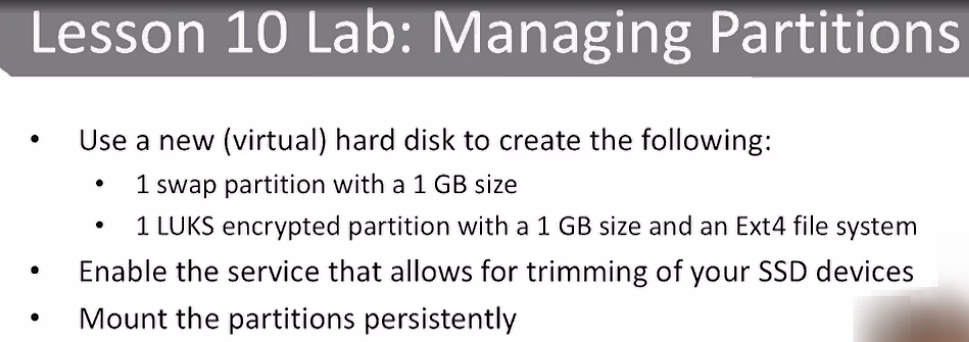 Lesson 10 Lab: Managing Partitions
• Use a new (virtual) hard disk to create the following:
• 1 swap partition with a 1 GB size
• 1 LUKS encrypted partition with a 1 GB size and an Ext4 file system
• Enable the service that allows for trimming of your SSD devices
• Mount the partitions persistently